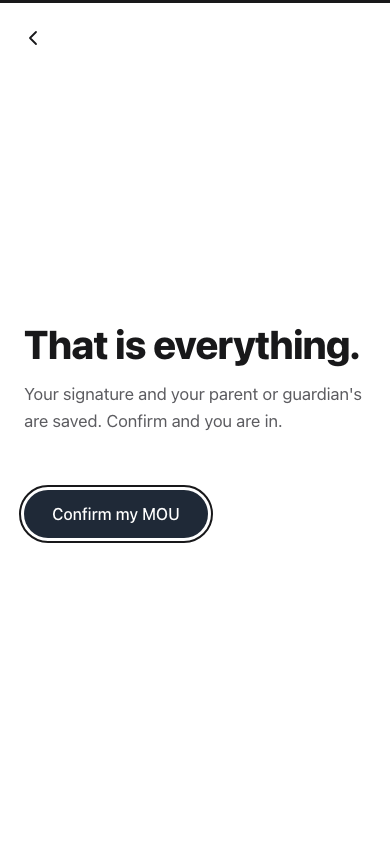 That is everything.
Your signature and your parent or guardian's
are saved. Confirm and you are in.
Confirm my MOU